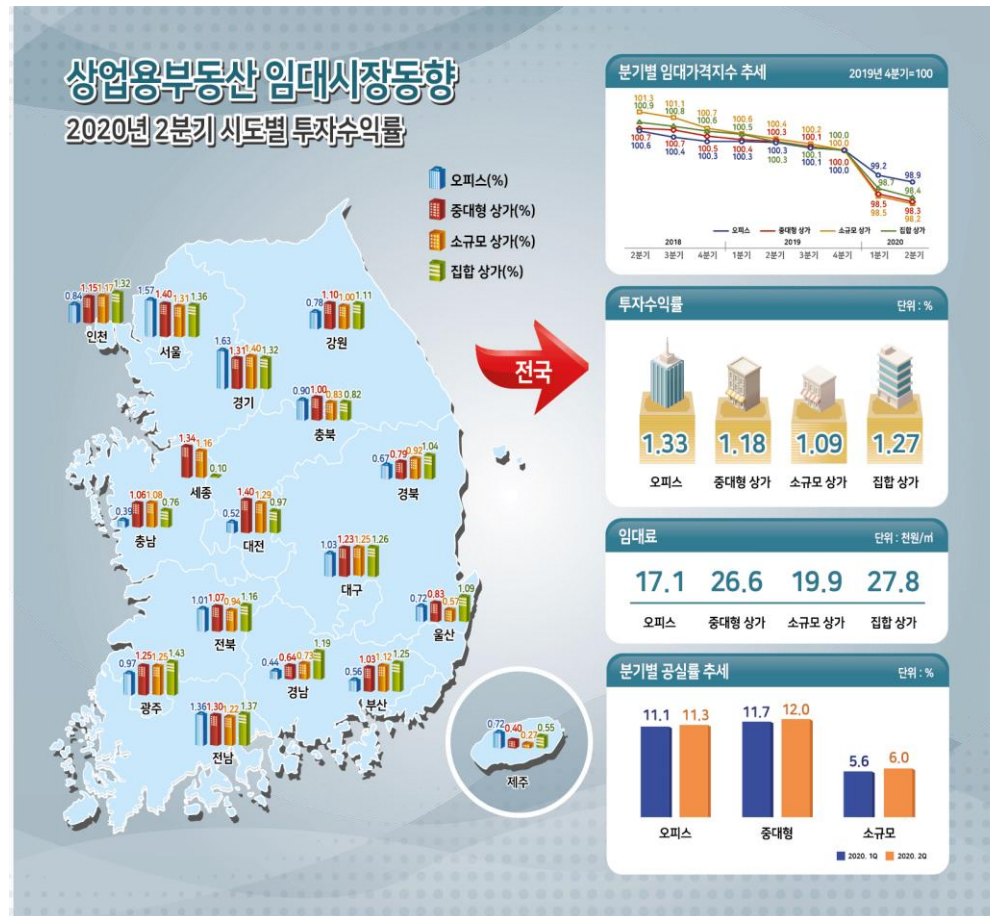 상업용부동산 임대시장동향
2020년 2분기 시도별 투자수익률
오피스(%)
중대형 상가(%)
소규모 상가(%)
집합 상가(%)
0.84 1.15 1.17 1.32
인천
1.57 1.40 1.31 1.36
서울
1.63 1.31 1.40 1.32
경기
0.78 1.10 1.00 1.11
강원
0.90 1.00 0.83 0.82
충북
1.34 1.16 0.10
세종
0.39 1.06 1.08 0.76
충남
0.52 1.40 1.29 0.97
대전
0.67 0.79 0.92 1.04
경북
1.03 1.23 1.25 1.26
대구
0.72 0.83 0.57 1.09
울산
1.01 1.07 0.94 1.16
전북
0.97 1.25 1.25 1.43
광주
0.44 0.64 0.73 1.19
경남
0.56 1.03 1.12 1.25
부산
1.36 1.30 1.22 1.37
전남
0.72 0.40 0.27 0.55
제주
전국
분기별 임대가격지수 추세 2019년 4분기=100
101.3 101.1 100.7 100.6 100.4 100.2 100.0
100.9 100.8 100.6 100.5 100.3 100.1 100.0
100.7 100.7 100.5 100.4 100.3 100.1 100.0 99.2 98.9
100.6 100.4 100.3 100.3 100.3 100.1 100.0 98.7 98.4
98.5 98.3
98.5 98.2
오피스 중대형 상가 소규모 상가 집합 상가
2018 2019 2020
2분기 3분기 4분기 1분기 2분기 3분기 4분기 1분기 2분기
투자수익률 단위 : %
1.33 1.18 1.09 1.27
오피스 중대형 상가 소규모 상가 집합 상가
임대료 단위 : 천원/㎡
17.1 26.6 19.9 27.8
오피스 중대형 상가 소규모 상가 집합 상가
분기별 공실률 추세 단위 : %
11.1 11.3 11.7 12.0 5.6 6.0
오피스 중대형 소규모
2020. 1Q 2020. 2Q